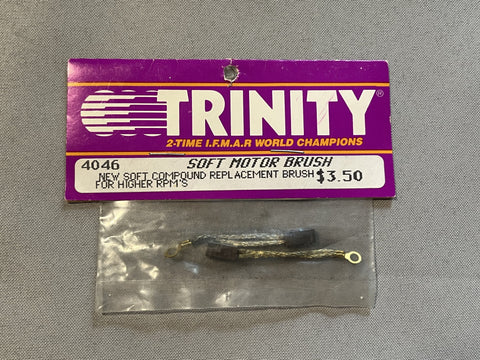 TRINITY®
2-TIME I.F.M.A.R WORLD CHAMPIONS
4046 SOFT MOTOR BRUSH
NEW SOFT COMPOUND REPLACEMENT BRUSH $3.50
FOR HIGHER RPM'S